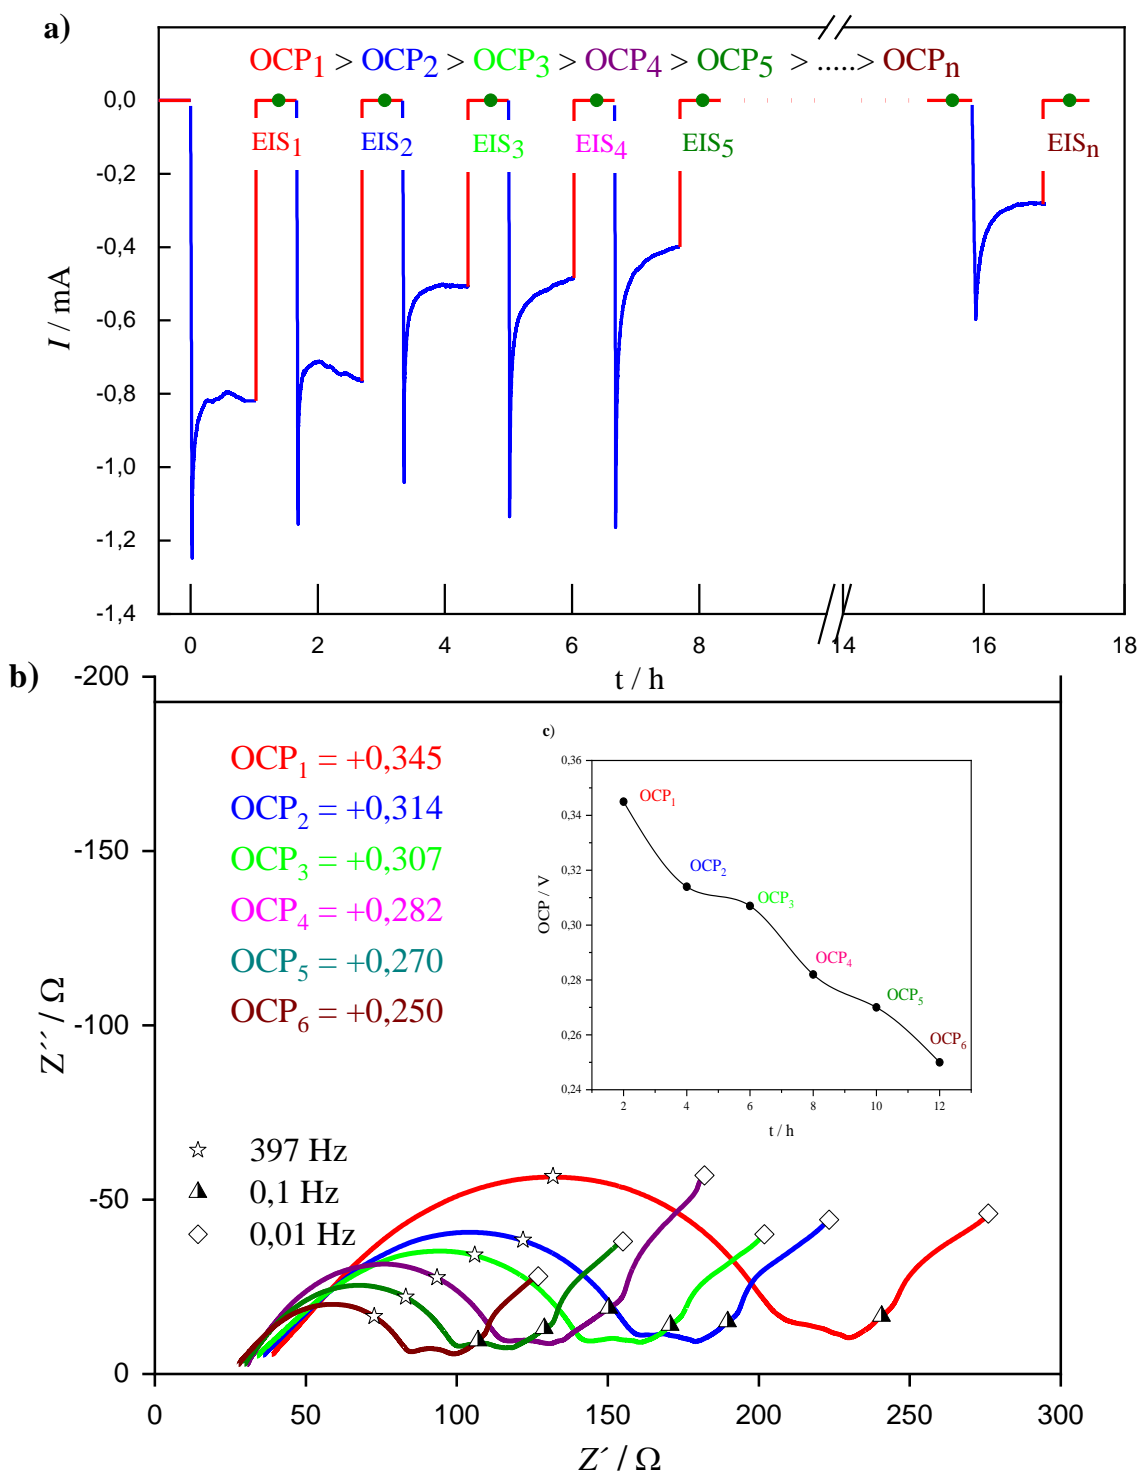 a)
OCP1 > OCP2 > OCP3 > OCP4 > OCP5 > .....> OCPn
0,0
EIS1 EIS2 EIS3 EIS4 EIS5 EISn
-0,2
-0,4
-0,6
-0,8
-1,0
-1,2
-1,4
I / mA
0 2 4 6 8 14 16 18
t / h
b)
-200
-150
-100
-50
0
Z´´ / Ω
OCP1 = +0,345
OCP2 = +0,314
OCP3 = +0,307
OCP4 = +0,282
OCP5 = +0,270
OCP6 = +0,250
c)
0,36
0,34
0,32
0,30
0,28
0,26
0,24
OCP / V
OCP1
OCP2
OCP3
OCP4
OCP5
OCP6
2 4 6 8 10 12
t / h
397 Hz
0,1 Hz
0,01 Hz
0 50 100 150 200 250 300
Z´ / Ω